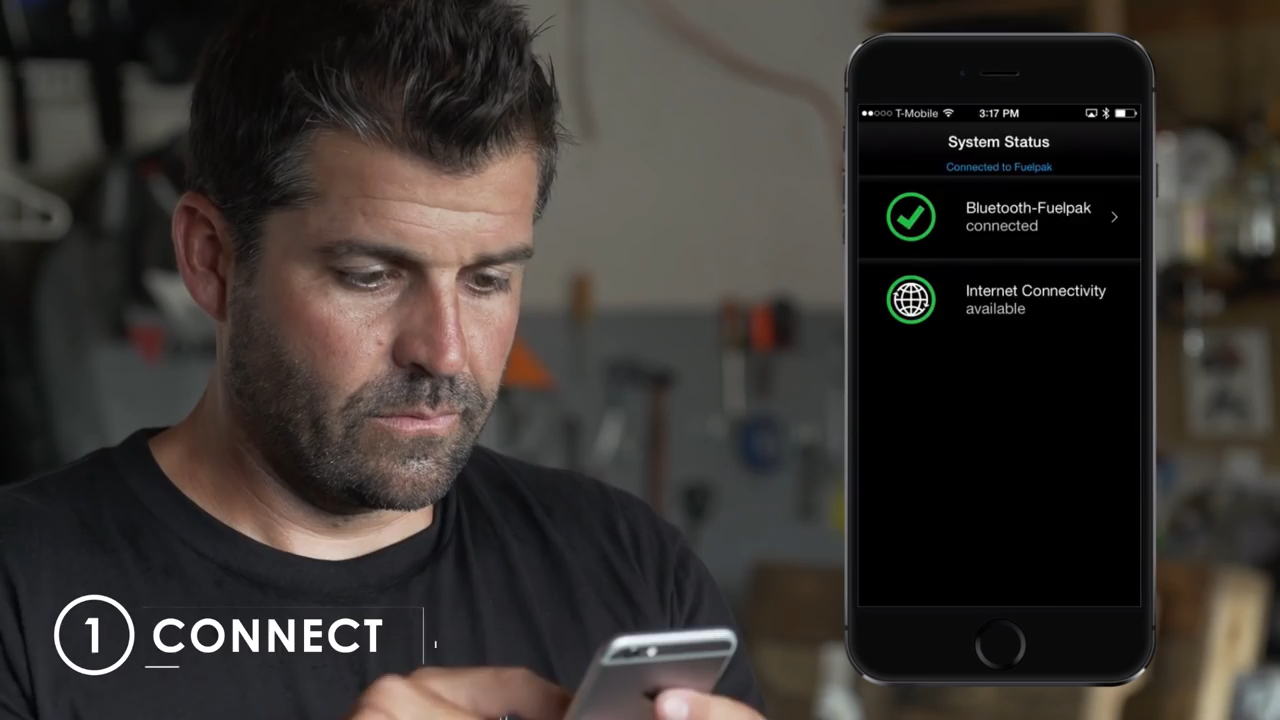 T-Mobile 3:17 PM
System Status
Connected to Fuelpak
Bluetooth-Fuelpak
connected
Internet Connectivity
available
1 CONNECT